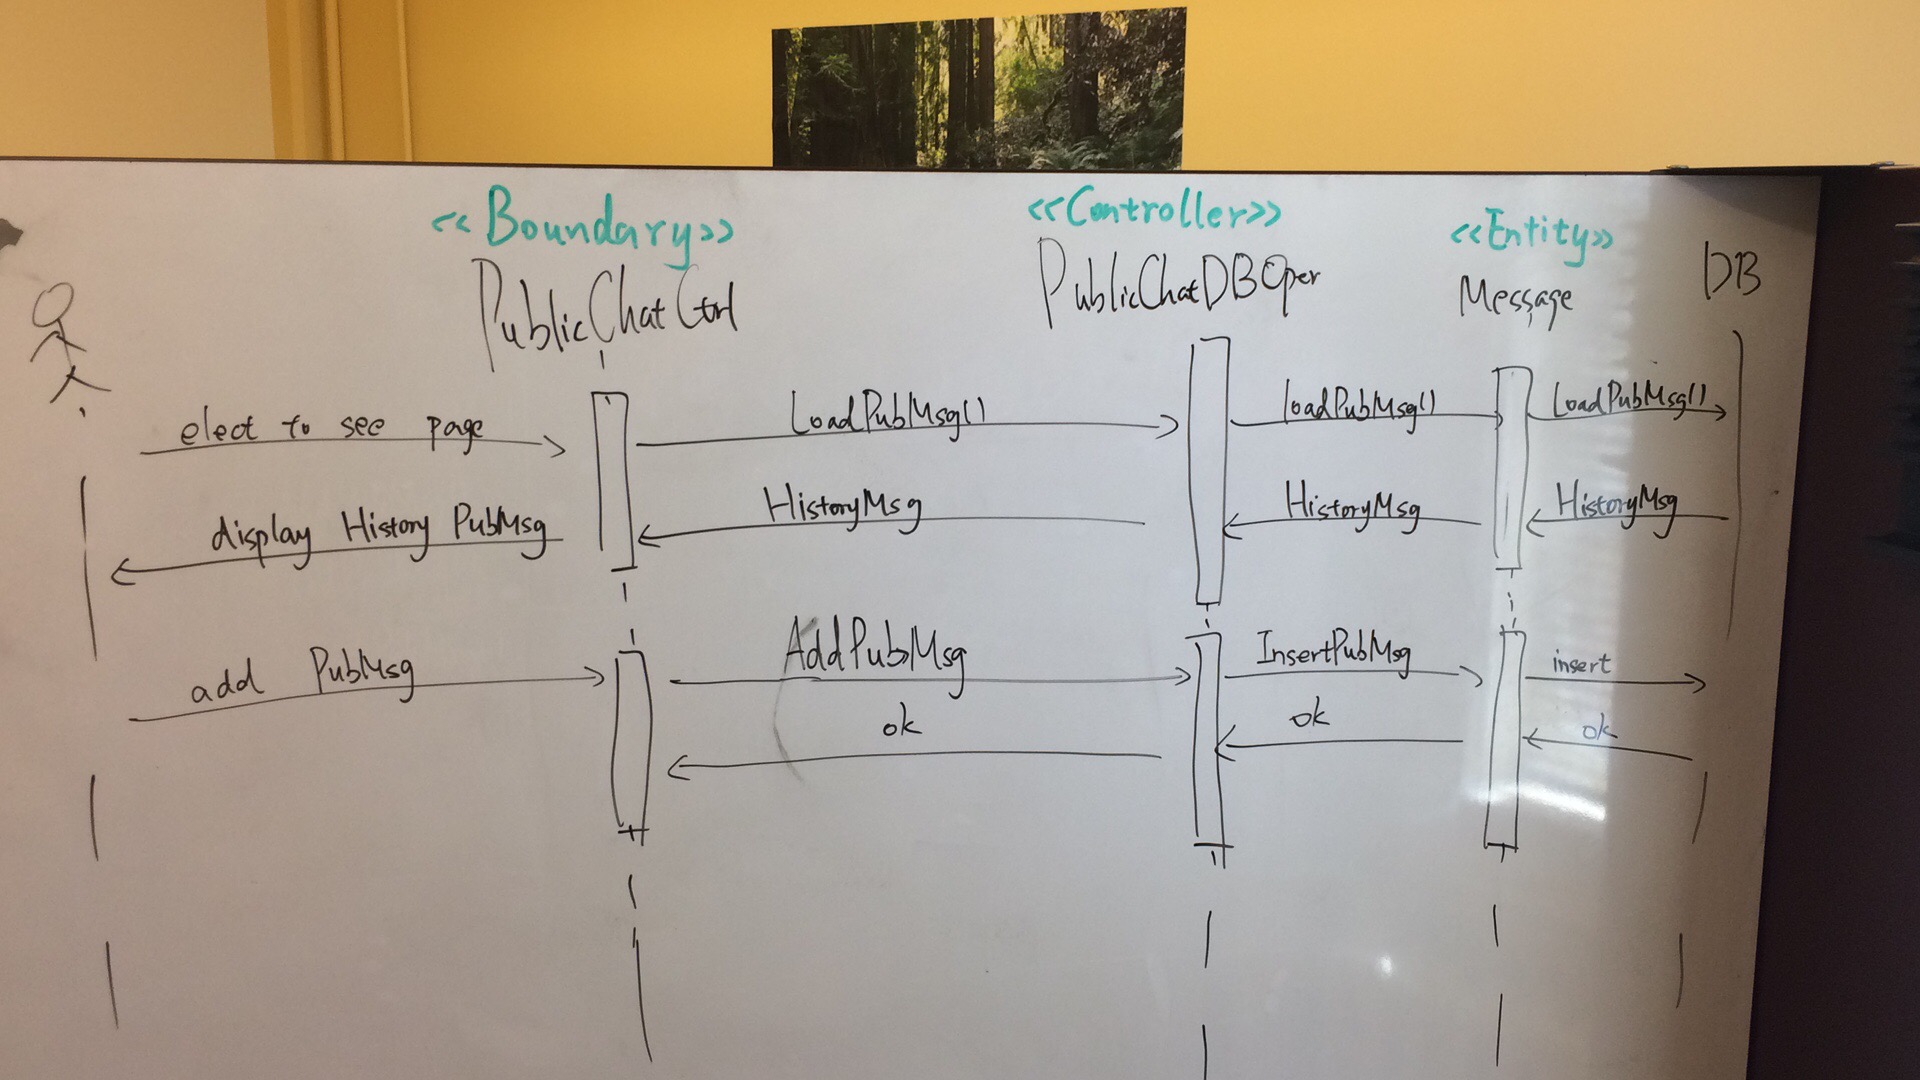 <<Boundary>>
<<Controller>>
<<Entity>>
PublicChatCtrl
PublicChatDBOper
Message
DB
elect to see page
LoadPubMsg()
loadPubMsg()
LoadPubMsg()
display History PubMsg
HistoryMsg
HistoryMsg
HistoryMsg
add PubMsg
AddPubMsg
InsertPubMsg
insert
ok
ok
ok